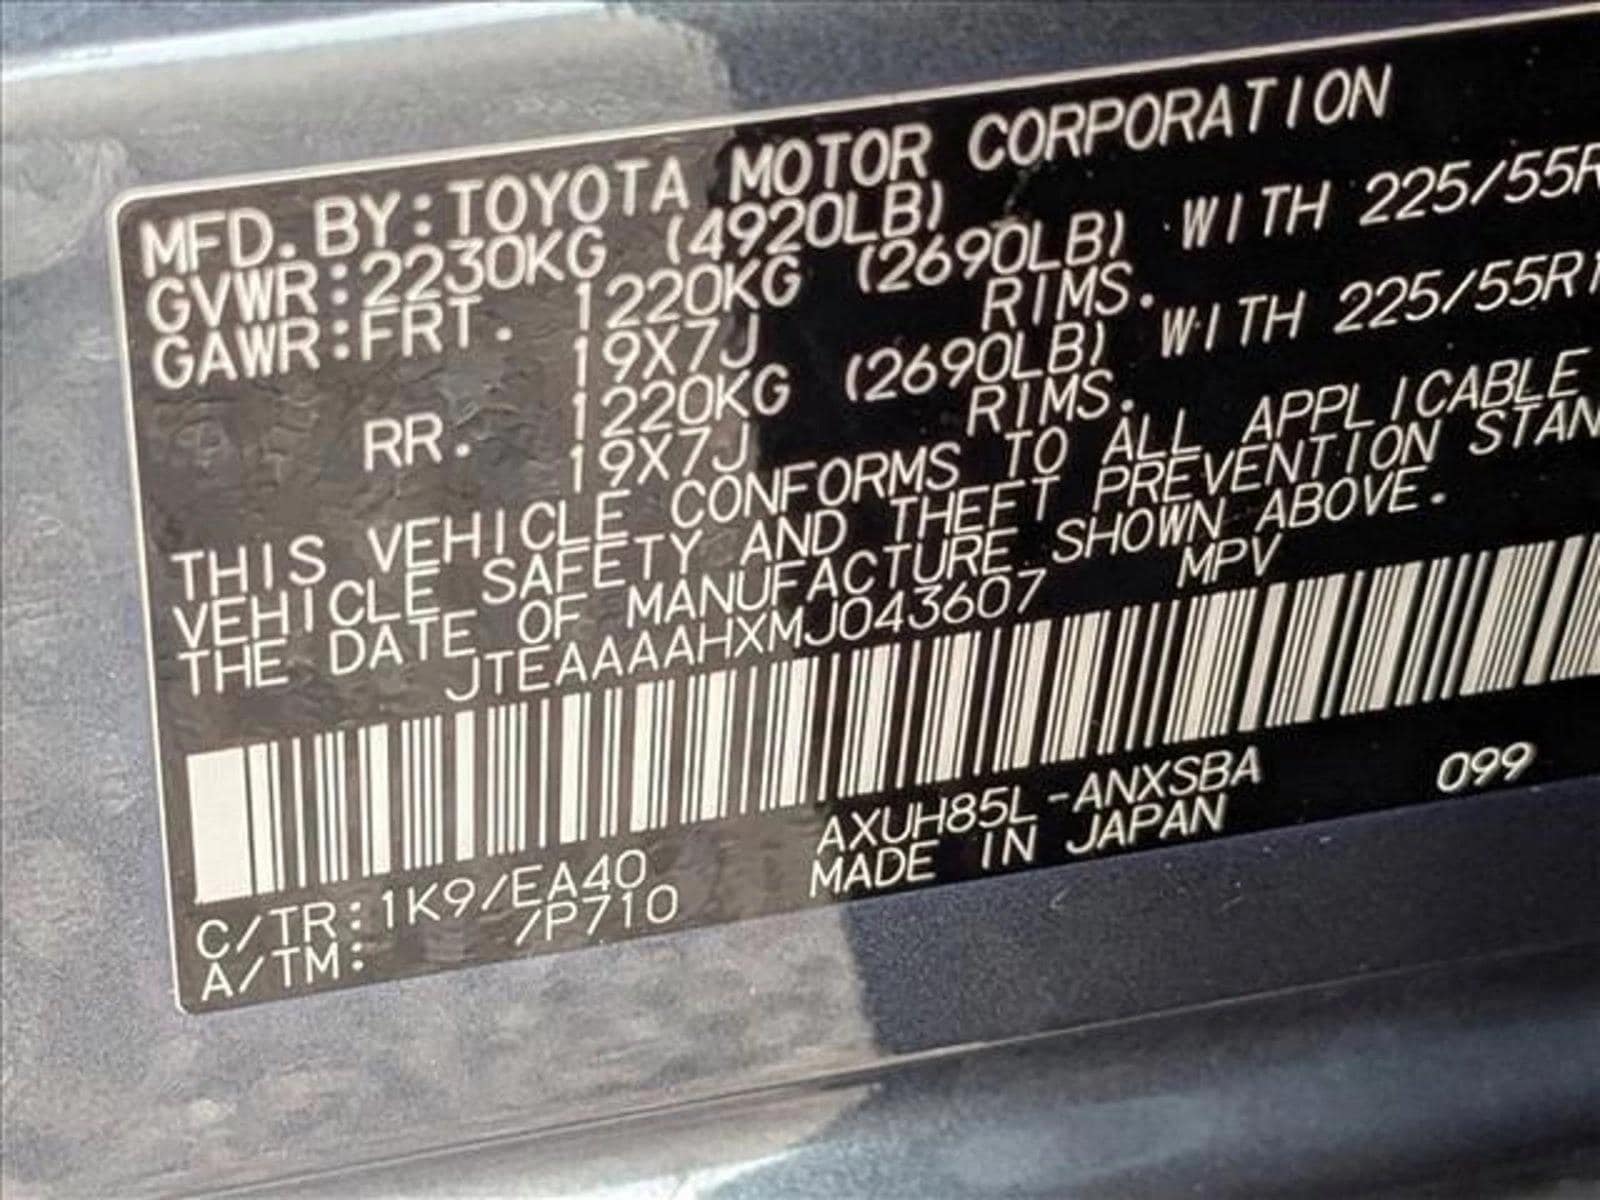 MFD. BY: TOYOTA MOTOR CORPORATION
GVWR: 2230KG (4920LB)
GAWR: FRT. 1220KG (2690LB) WITH 225/55R
19X7J RIMS.
RR. 1220KG (2690LB) WITH 225/55R1
19X7J RIMS.
THIS VEHICLE CONFORMS TO ALL APPLICABLE
VEHICLE SAFETY AND THEFT PREVENTION STAN
THE DATE OF MANUFACTURE SHOWN ABOVE.
JTEAAAAHXMJ043607 MPV
AXUH85L-ANXSBA 099
MADE IN JAPAN
C/TR: 1K9/EA40
A/TM: /P710